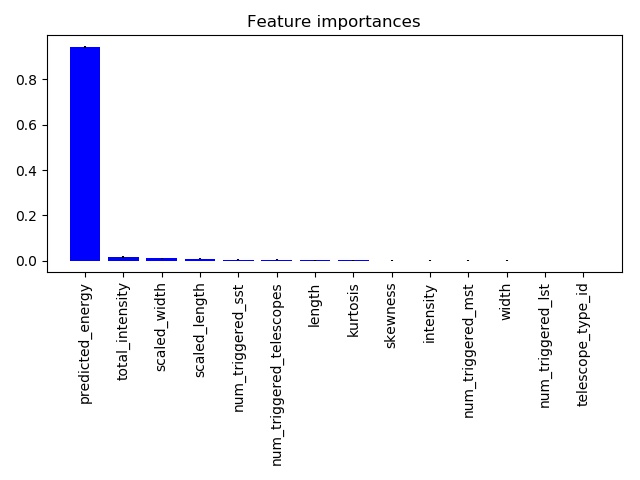 Feature importances
0.8
0.6
0.4
0.2
0.0
predicted_energy
total_intensity
scaled_width
scaled_length
num_triggered_sst
num_triggered_telescopes
length
kurtosis
skewness
intensity
num_triggered_mst
width
num_triggered_lst
telescope_type_id